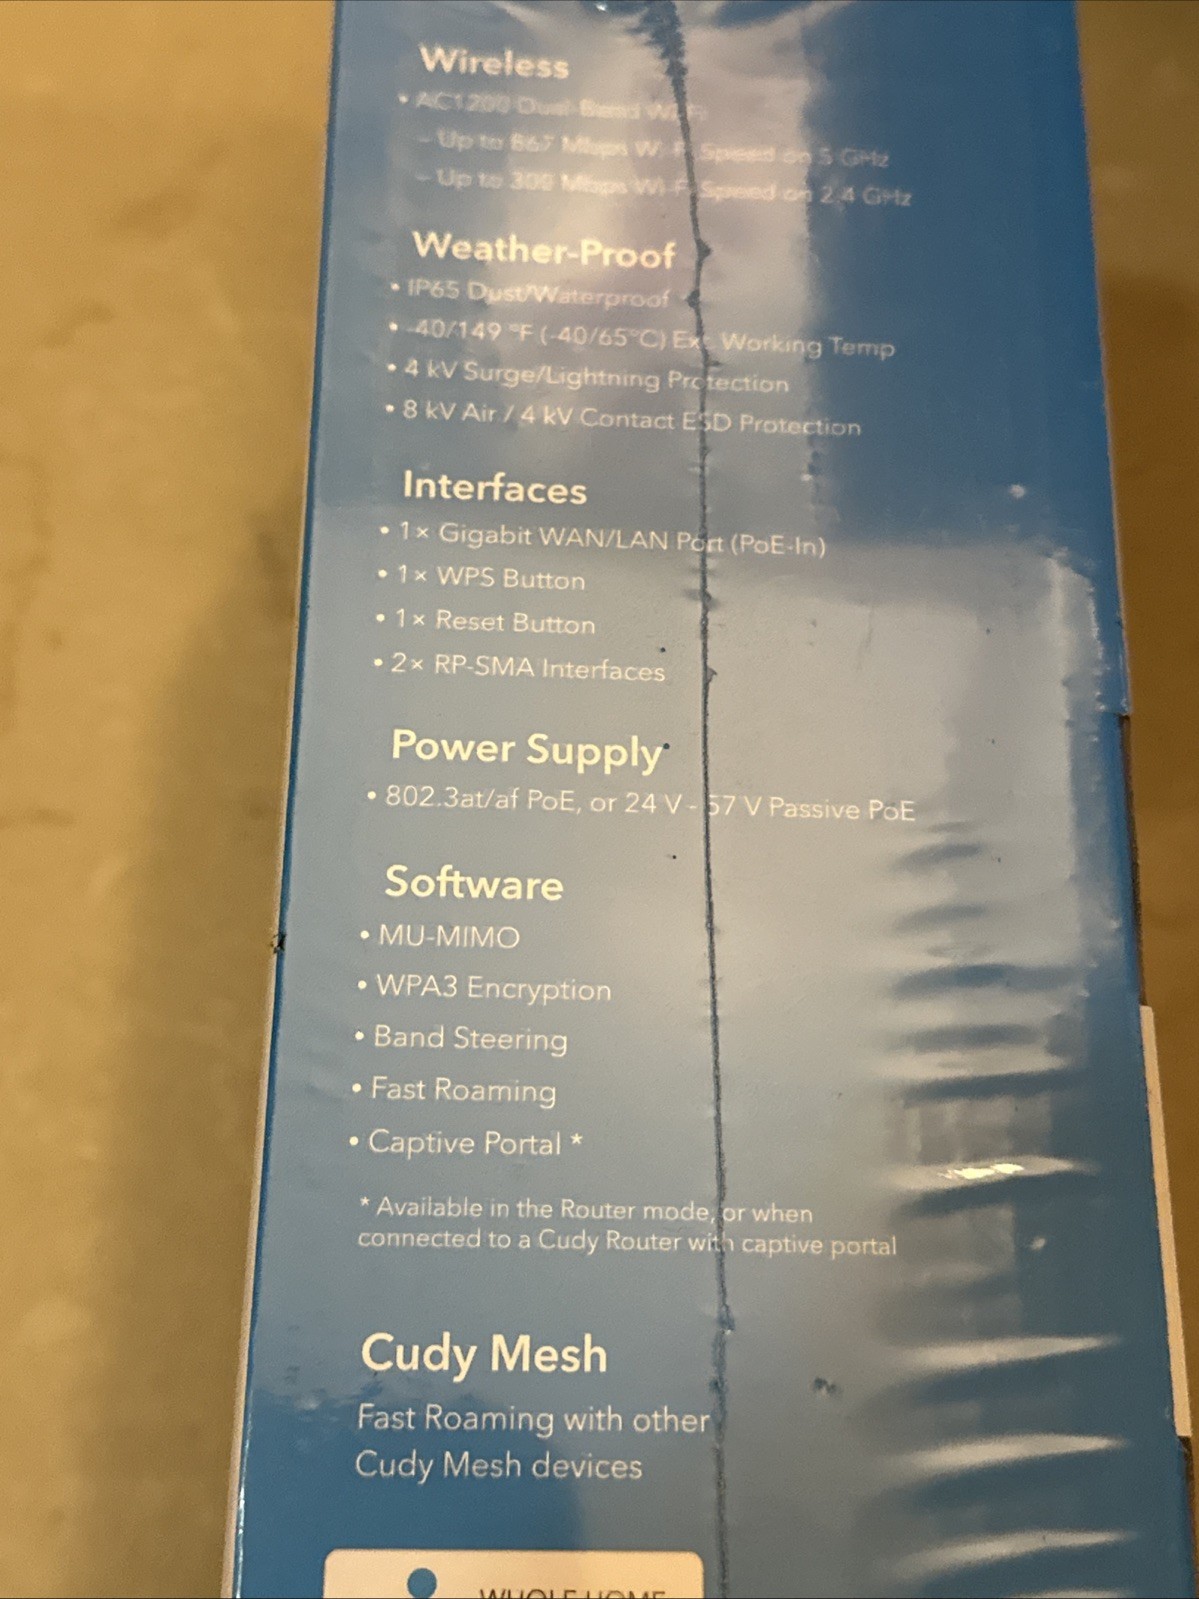 Wireless
• AC1200 Dual Band Wi-Fi
– Up to 867 Mbps Wi-Fi Speed on 5 GHz
– Up to 300 Mbps Wi-Fi Speed on 2.4 GHz
Weather-Proof
• IP65 Dust/Waterproof
• -40/149 °F (-40/65°C) Ext. Working Temp
• 4 kV Surge/Lightning Protection
• 8 kV Air / 4 kV Contact ESD Protection
Interfaces
• 1× Gigabit WAN/LAN Port (PoE-In)
• 1× WPS Button
• 1× Reset Button
• 2× RP-SMA Interfaces
Power Supply
• 802.3at/af PoE, or 24 V - 57 V Passive PoE
Software
• MU-MIMO
• WPA3 Encryption
• Band Steering
• Fast Roaming
• Captive Portal *
* Available in the Router mode, or when
connected to a Cudy Router with captive portal
Cudy Mesh
Fast Roaming with other
Cudy Mesh devices
WHOLE HOME